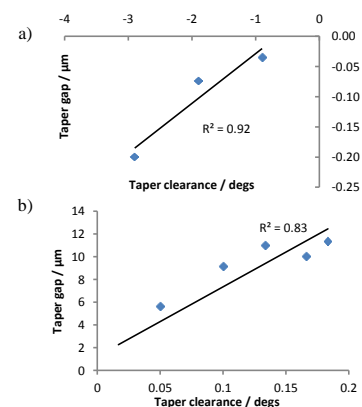 a)
-4 -3 -2 -1 0
0.00
-0.05
-0.10
-0.15
-0.20
-0.25
Taper gap / µm
R² = 0.92
Taper clearance / degs
b)
14
12
10
8
6
4
2
0
Taper gap / µm
R² = 0.83
0 0.05 0.1 0.15 0.2
Taper clearance / degs